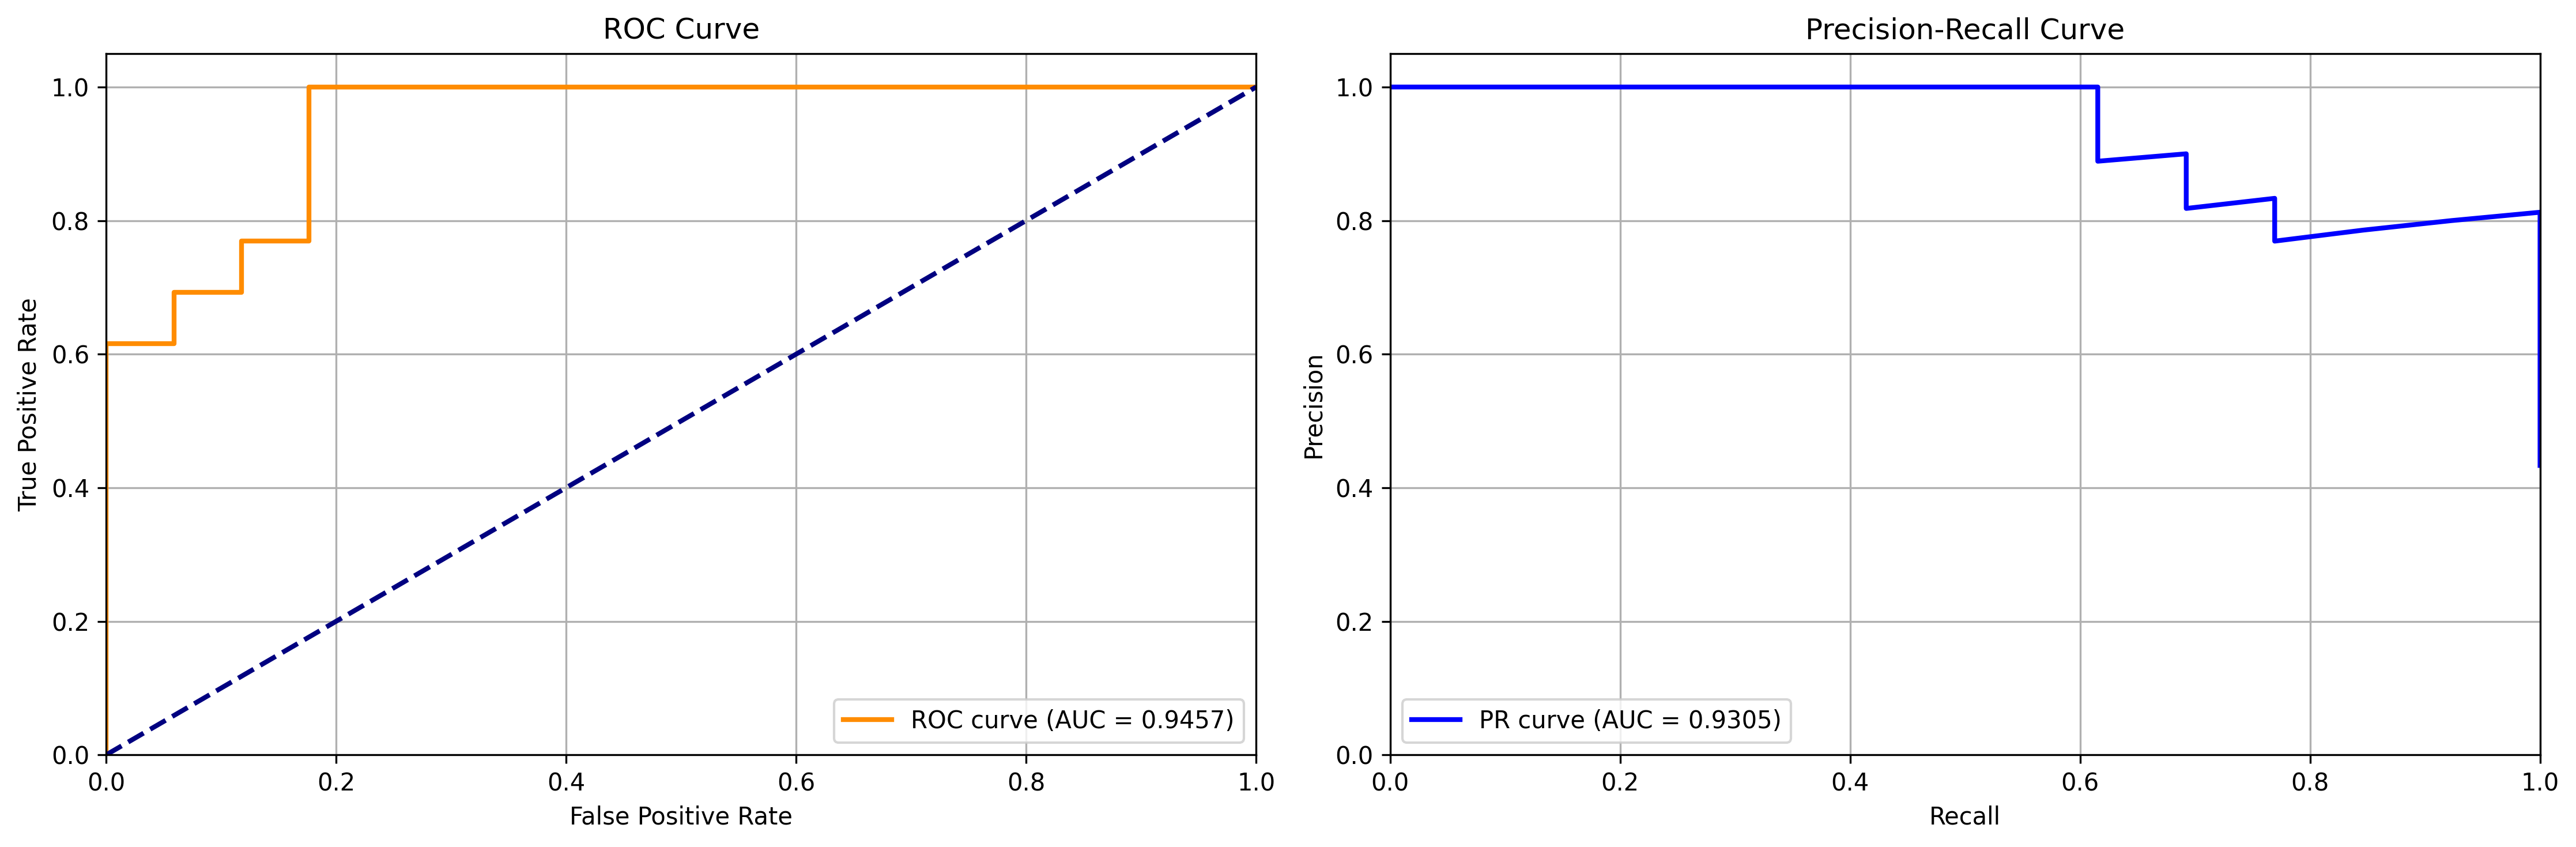 ROC Curve
True Positive Rate
1.0
0.8
0.6
0.4
0.2
0.0
ROC curve (AUC = 0.9457)
0.0 0.2 0.4 0.6 0.8 1.0
False Positive Rate
Precision-Recall Curve
Precision
1.0
0.8
0.6
0.4
0.2
0.0
PR curve (AUC = 0.9305)
0.0 0.2 0.4 0.6 0.8 1.0
Recall